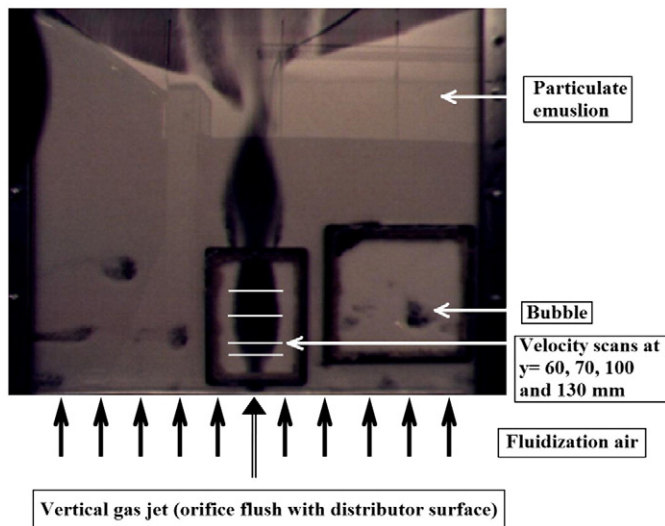 Particulate
emuslion
Bubble
Velocity scans at
y= 60, 70, 100
and 130 mm
Fluidization air
Vertical gas jet (orifice flush with distributor surface)